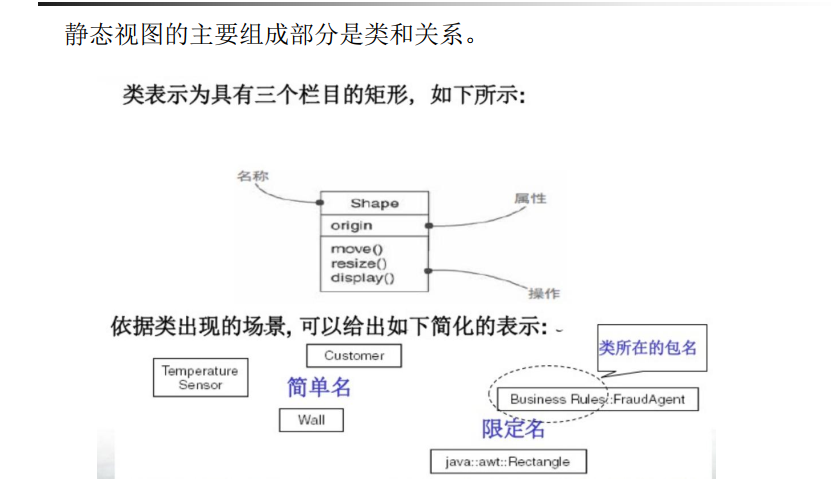 静态视图的主要组成部分是类和关系。
类表示为具有三个栏目的矩形，如下所示:
名称
Shape
属性
origin
move()
resize()
display()
操作
依据类出现的场景, 可以给出如下简化的表示:
类所在的包名
Customer
Temperature
Sensor
简单名
Business Rules::FraudAgent
Wall
限定名
java::awt::Rectangle